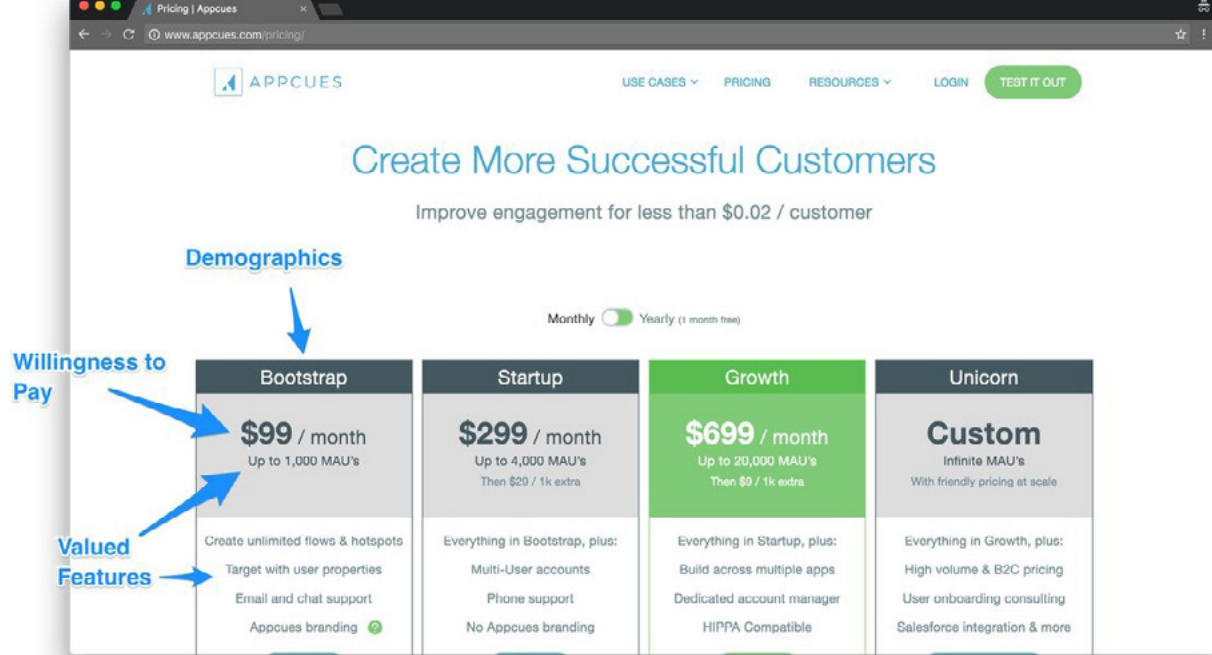 Pricing | Appcues
www.appcues.com/pricing/
APPCUES
USE CASES
PRICING
RESOURCES
LOGIN
TEST IT OUT
Create More Successful Customers
Improve engagement for less than $0.02 / customer
Demographics
Monthly
Yearly (1 month free)
Willingness to
Pay
Valued
Features
Bootstrap
$99 / month
Up to 1,000 MAU's
Create unlimited flows & hotspots
Target with user properties
Email and chat support
Appcues branding ?
Startup
$299 / month
Up to 4,000 MAU's
Then $29 / 1k extra
Everything in Bootstrap, plus:
Multi-User accounts
Phone support
No Appcues branding
Growth
$699 / month
Up to 20,000 MAU's
Then $9 / 1k extra
Everything in Startup, plus:
Build across multiple apps
Dedicated account manager
HIPPA Compatible
Unicorn
Custom
Infinite MAU's
With friendly pricing at scale
Everything in Growth, plus:
High volume & B2C pricing
User onboarding consulting
Salesforce integration & more